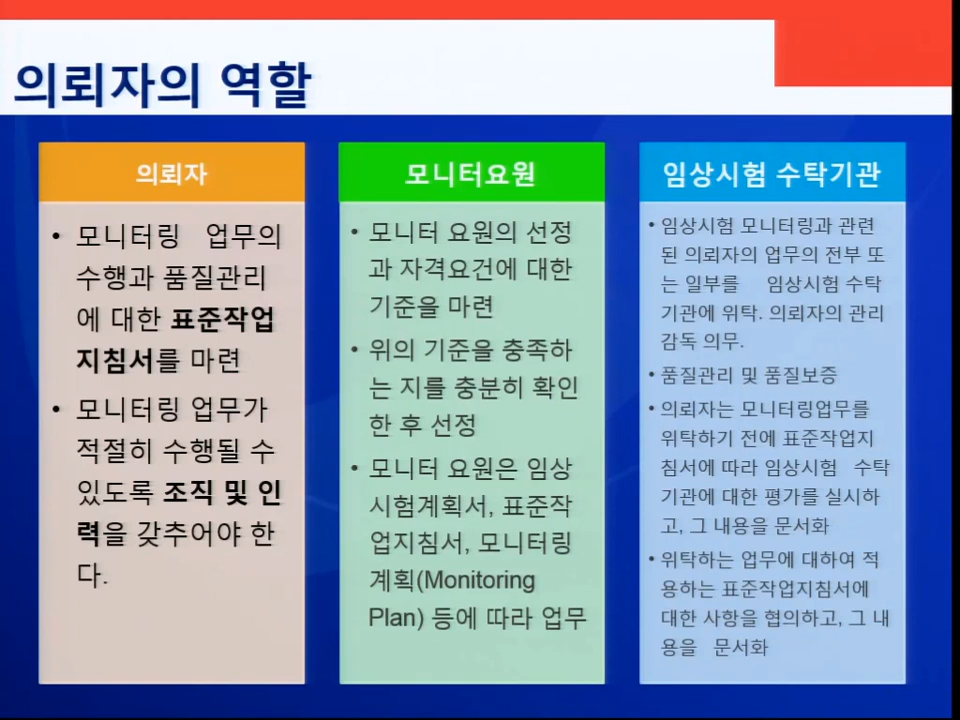 의뢰자의 역할
의뢰자
• 모니터링 업무의
수행과 품질관리
에 대한 표준작업
지침서를 마련
• 모니터링 업무가
적절히 수행될 수
있도록 조직 및 인
력을 갖추어야 한
다.
모니터요원
• 모니터 요원의 선정
과 자격요건에 대한
기준을 마련
• 위의 기준을 충족하
는 지를 충분히 확인
한 후 선정
• 모니터 요원은 임상
시험계획서, 표준작
업지침서, 모니터링
계획(Monitoring
Plan) 등에 따라 업무
임상시험 수탁기관
• 임상시험 모니터링과 관련
된 의뢰자의 업무의 전부 또
는 일부를 임상시험 수탁
기관에 위탁. 의뢰자의 관리
감독 의무.
• 품질관리 및 품질보증
• 의뢰자는 모니터링업무를
위탁하기 전에 표준작업지
침서에 따라 임상시험 수탁
기관에 대한 평가를 실시하
고, 그 내용을 문서화
• 위탁하는 업무에 대하여 적
용하는 표준작업지침서에
대한 사항을 협의하고, 그 내
용을 문서화